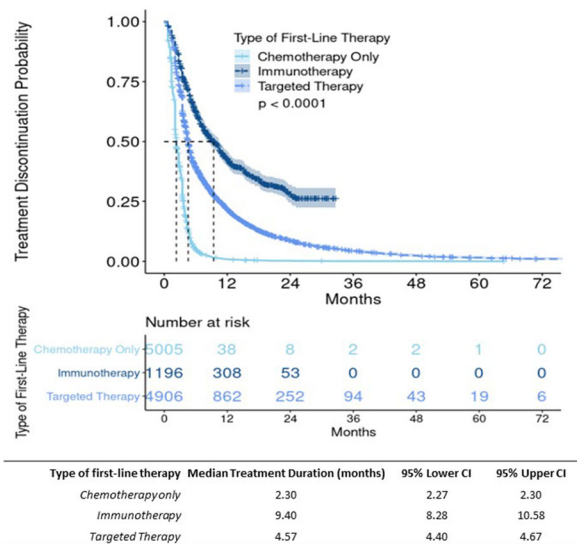 Treatment Discontinuation Probability
1.00
0.75
0.50
0.25
0.00
Type of First-Line Therapy
Chemotherapy Only
Immunotherapy
Targeted Therapy
p < 0.0001
0 12 24 36 48 60 72
Months
Number at risk
Type of First-Line Therapy
Chemotherapy Only 5005 38 8 2 2 1 0
Immunotherapy 1196 308 53 0 0 0 0
Targeted Therapy 4906 862 252 94 43 19 6
0 12 24 36 48 60 72
Months
Type of first-line therapy Median Treatment Duration (months) 95% Lower CI 95% Upper CI
Chemotherapy only 2.30 2.27 2.30
Immunotherapy 9.40 8.28 10.58
Targeted Therapy 4.57 4.40 4.67